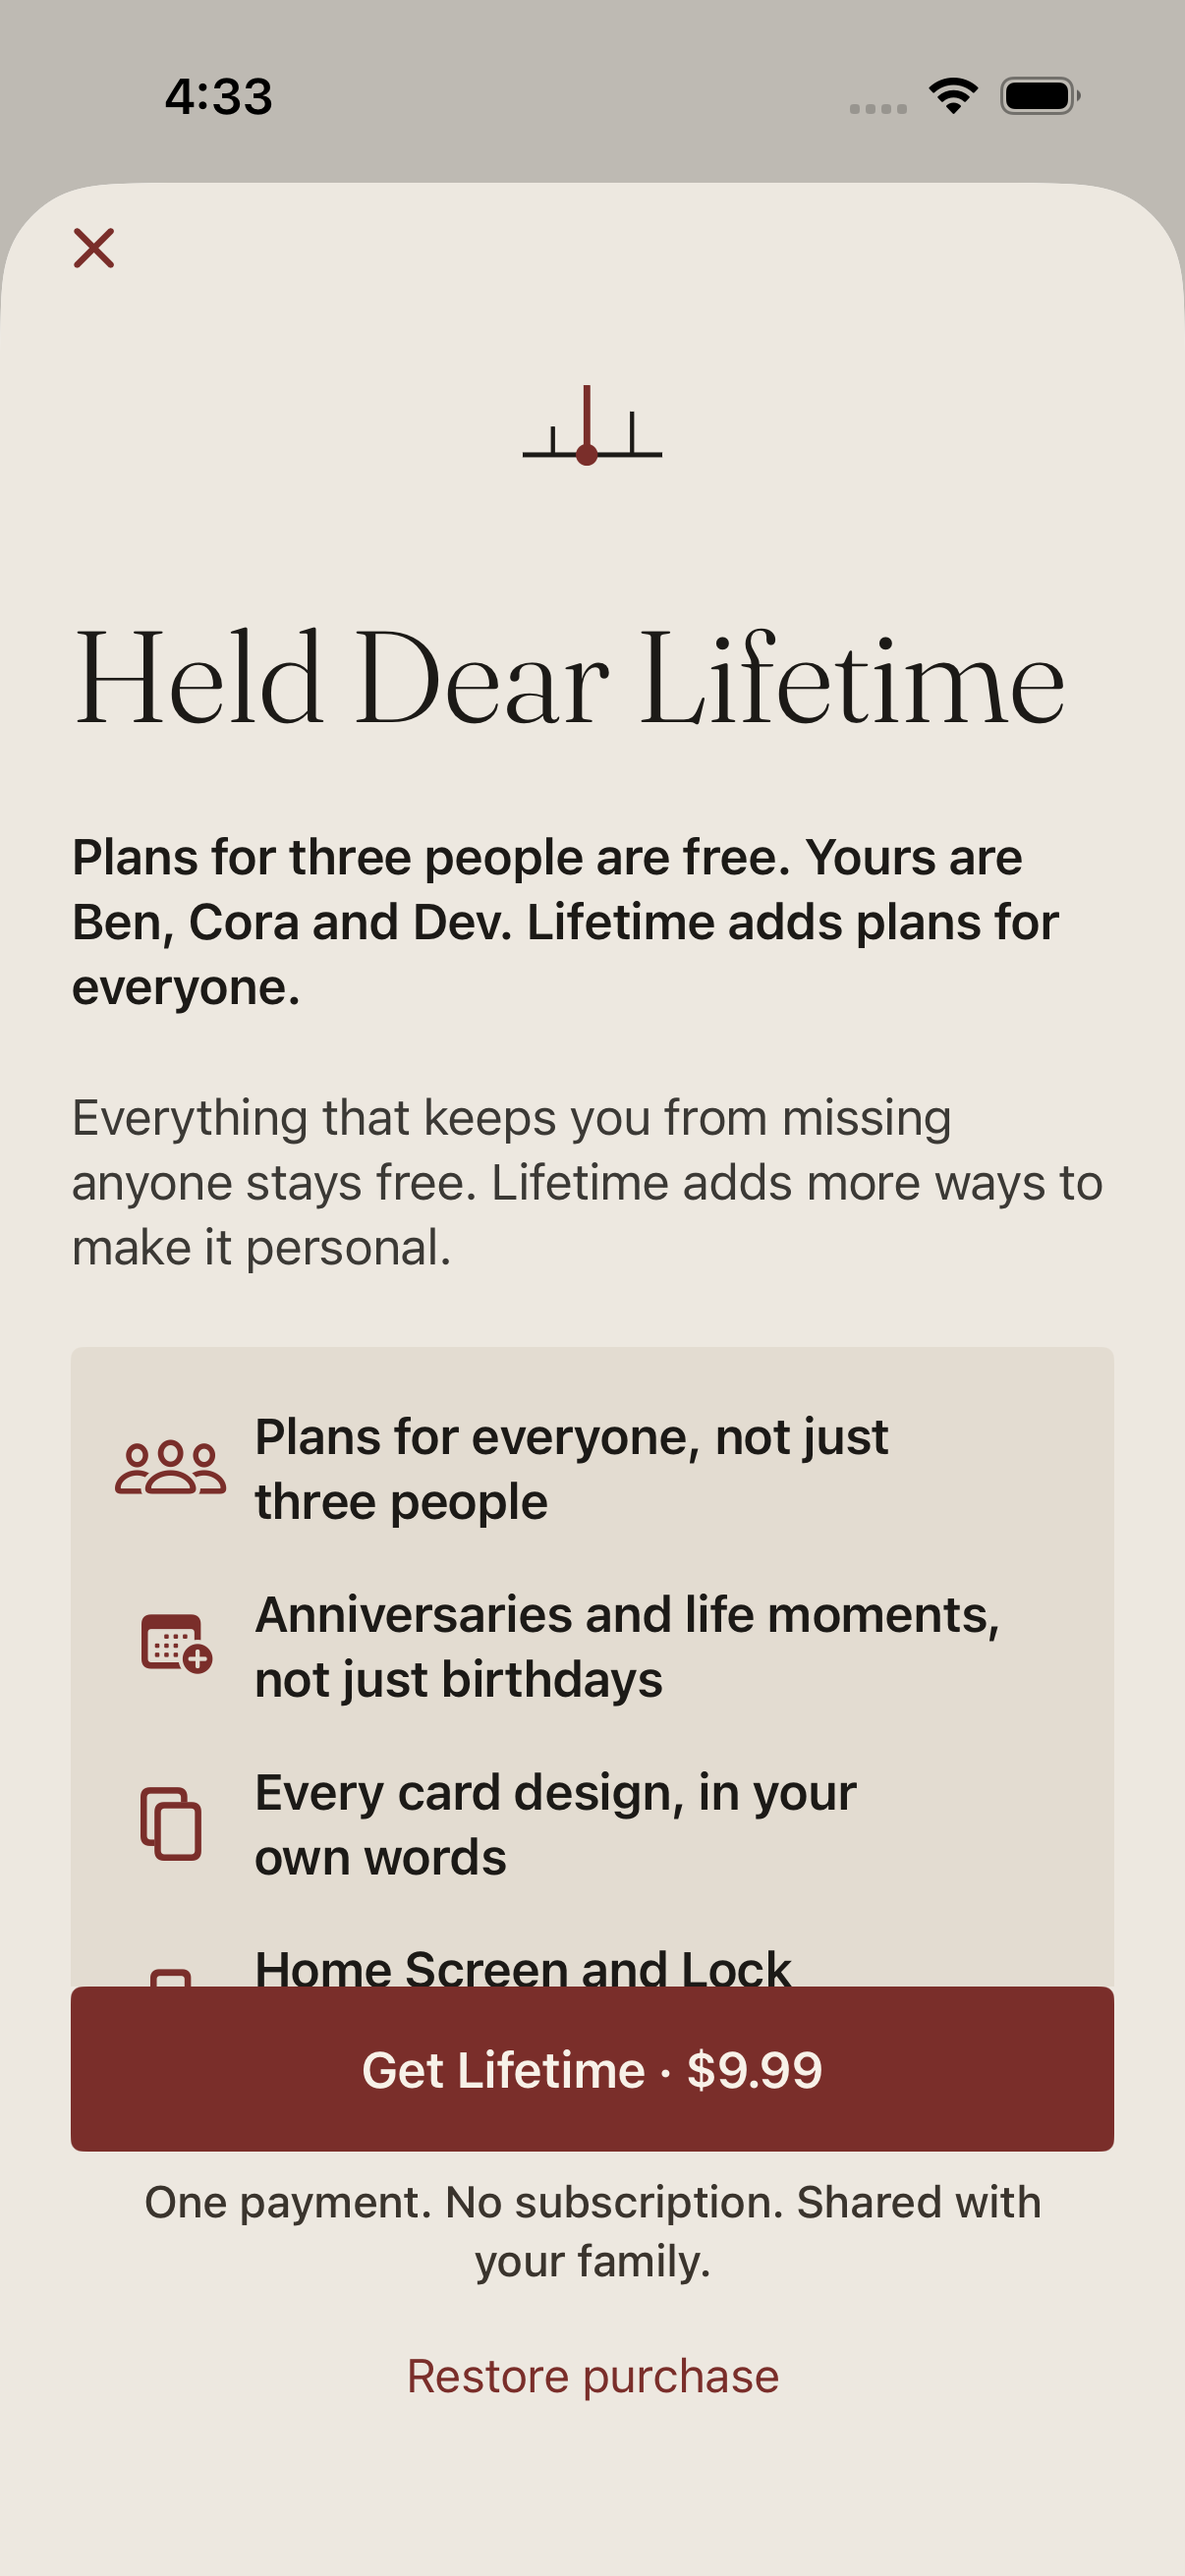 4:33
Held Dear Lifetime
Plans for three people are free. Yours are
Ben, Cora and Dev. Lifetime adds plans for
everyone.
Everything that keeps you from missing
anyone stays free. Lifetime adds more ways to
make it personal.
Plans for everyone, not just
three people
Anniversaries and life moments,
not just birthdays
Every card design, in your
own words
Home Screen and Lock
Get Lifetime · $9.99
One payment. No subscription. Shared with
your family.
Restore purchase